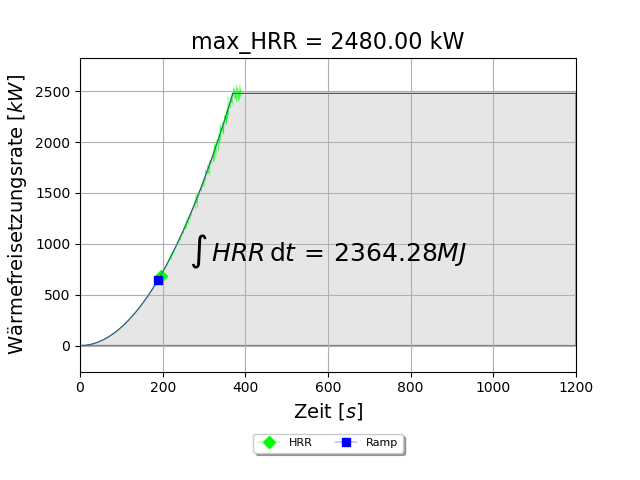 max_HRR = 2480.00 kW
Wärmefreisetzungsrate [kW]
2500
2000
1500
1000
500
0
∫ HRR dt = 2364.28MJ
0 200 400 600 800 1000 1200
Zeit [s]
HRR Ramp